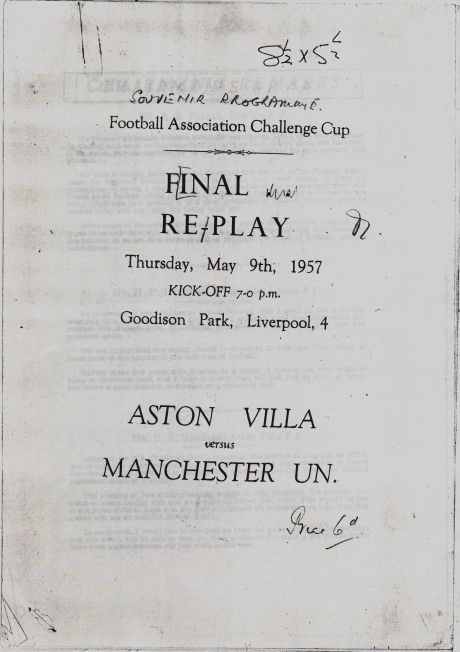 8½ x 5½
SOUVENIR PROGRAMME.
Football Association Challenge Cup
FINAL
RE/PLAY
Thursday, May 9th, 1957
KICK-OFF 7-0 p.m.
Goodison Park, Liverpool, 4
ASTON VILLA
versus
MANCHESTER UN.
Price 6d